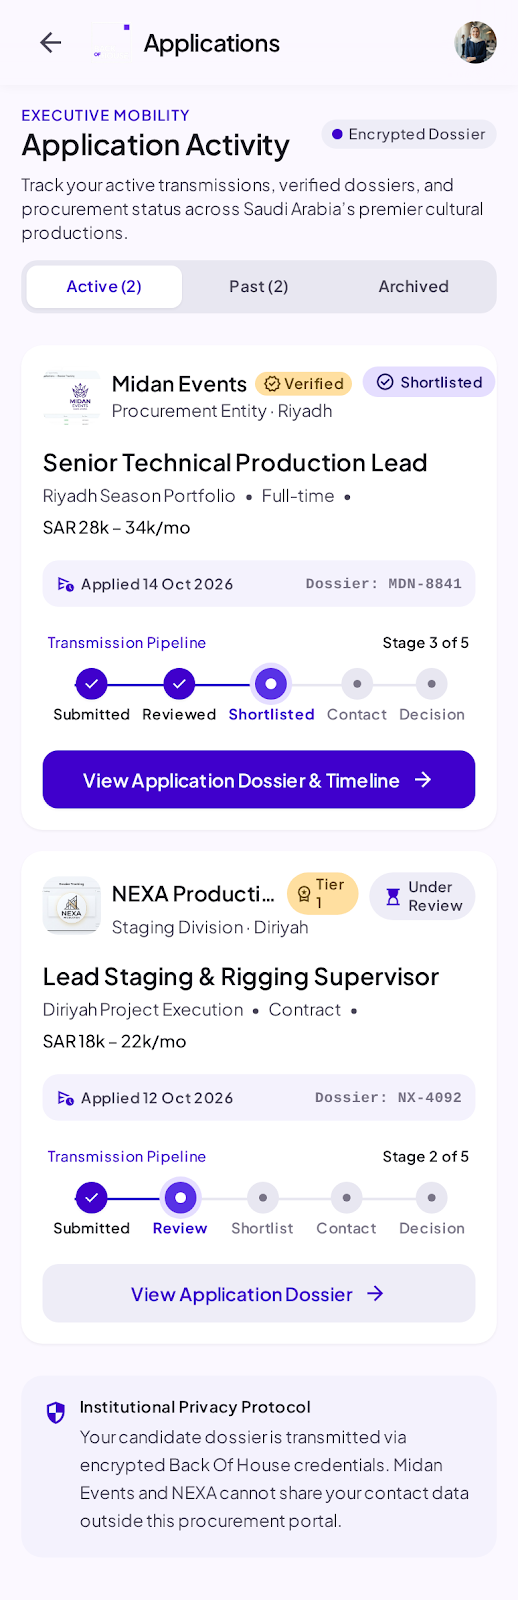 OF
Applications
EXECUTIVE MOBILITY
Application Activity
Encrypted Dossier
Track your active transmissions, verified dossiers, and
procurement status across Saudi Arabia's premier cultural
productions.
Active (2)
Past (2)
Archived
MIDAN
EVENTS
Midan Events
Verified
Shortlisted
Procurement Entity · Riyadh
Senior Technical Production Lead
Riyadh Season Portfolio • Full-time •
SAR 28k – 34k/mo
Applied 14 Oct 2026
Dossier: MDN-8841
Transmission Pipeline
Stage 3 of 5
Submitted
Reviewed
Shortlisted
Contact
Decision
View Application Dossier & Timeline
NEXA
NEXA Producti...
Tier
1
Under
Review
Staging Division · Diriyah
Lead Staging & Rigging Supervisor
Diriyah Project Execution • Contract •
SAR 18k – 22k/mo
Applied 12 Oct 2026
Dossier: NX-4092
Transmission Pipeline
Stage 2 of 5
Submitted
Review
Shortlist
Contact
Decision
View Application Dossier
Institutional Privacy Protocol
Your candidate dossier is transmitted via
encrypted Back Of House credentials. Midan
Events and NEXA cannot share your contact data
outside this procurement portal.